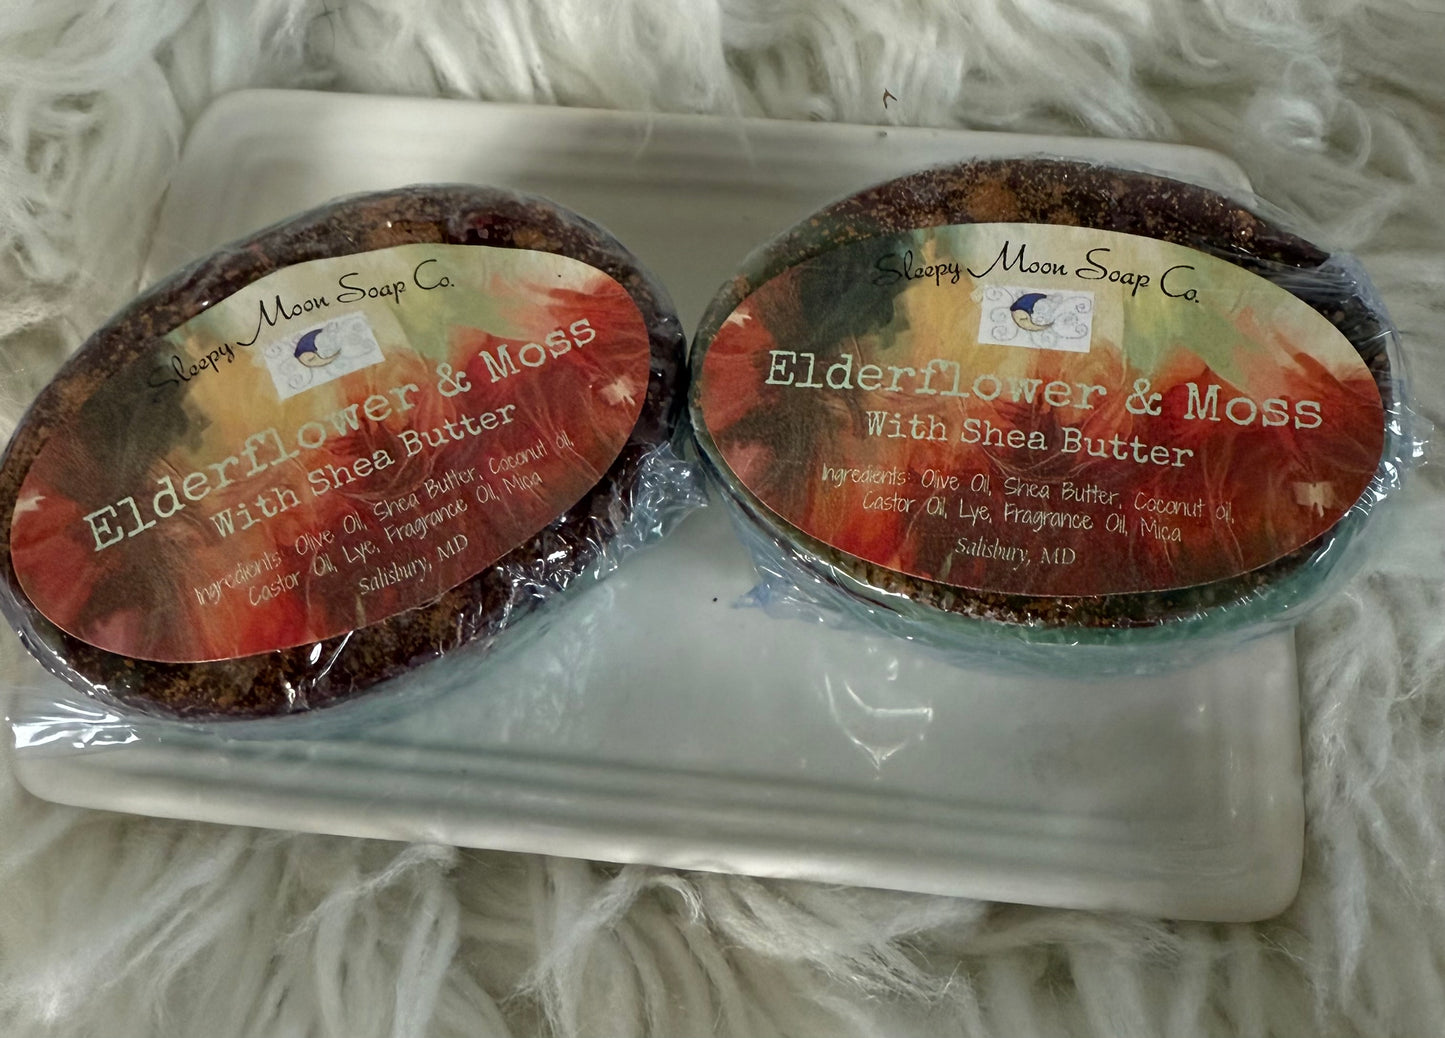 Sleepy Moon Soap Co.
Elderflower & Moss
With Shea Butter
Ingredients: Olive Oil, Shea Butter, Coconut oil,
Castor Oil, Lye, Fragrance Oil, Mica
Salisbury, MD
Sleepy Moon Soap Co.
Elderflower & Moss
With Shea Butter
Ingredients: Olive Oil, Shea Butter, Coconut oil,
Castor Oil, Lye, Fragrance Oil, Mica
Salisbury, MD